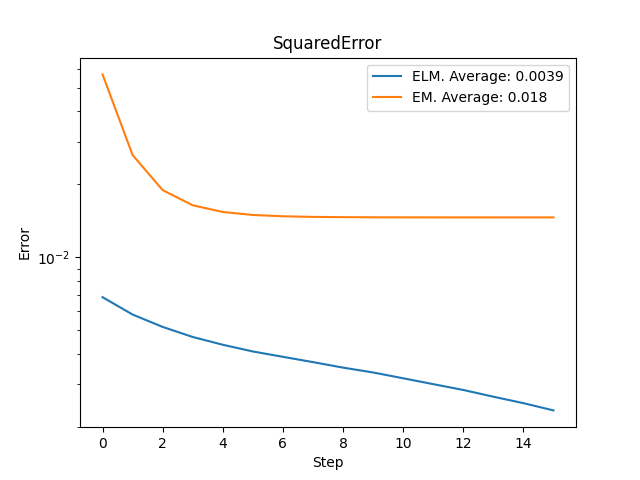 SquaredError
ELM. Average: 0.0039
EM. Average: 0.018
Error
10⁻²
0 2 4 6 8 10 12 14
Step